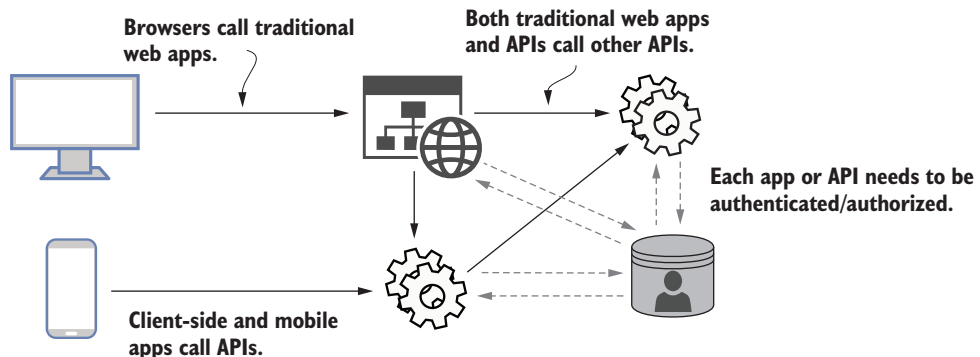 Browsers call traditional
web apps.
Both traditional web apps
and APIs call other APIs.
Each app or API needs to be
authenticated/authorized.
Client-side and mobile
apps call APIs.